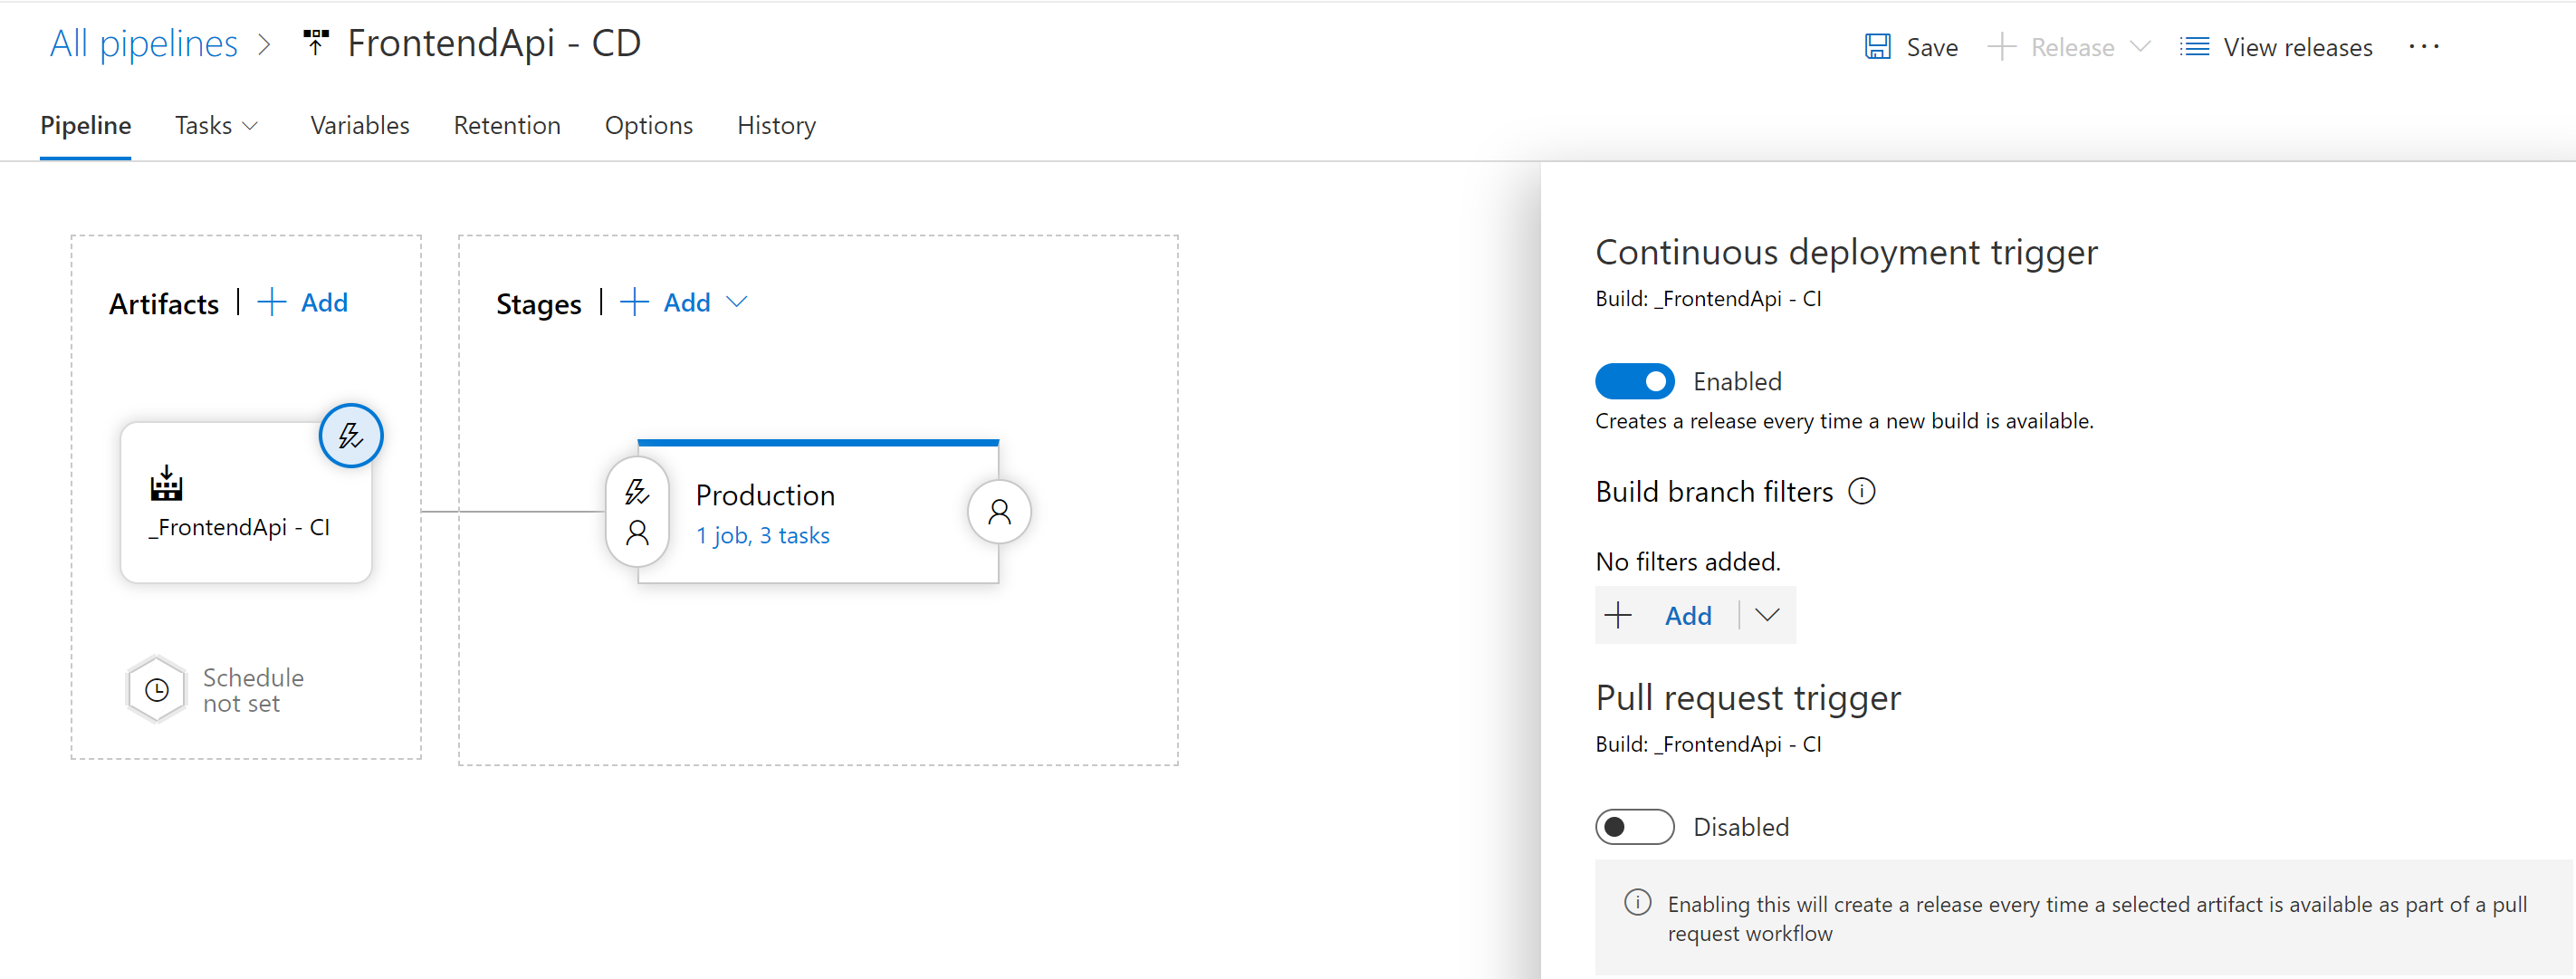 All pipelines > FrontendApi - CD
Save
Release
View releases
Pipeline
Tasks
Variables
Retention
Options
History
Artifacts | + Add
_FrontendApi - CI
Schedule
not set
Stages | + Add
Production
1 job, 3 tasks
Continuous deployment trigger
Build: _FrontendApi - CI
Enabled
Creates a release every time a new build is available.
Build branch filters
No filters added.
+ Add
Pull request trigger
Build: _FrontendApi - CI
Disabled
Enabling this will create a release every time a selected artifact is available as part of a pull
request workflow